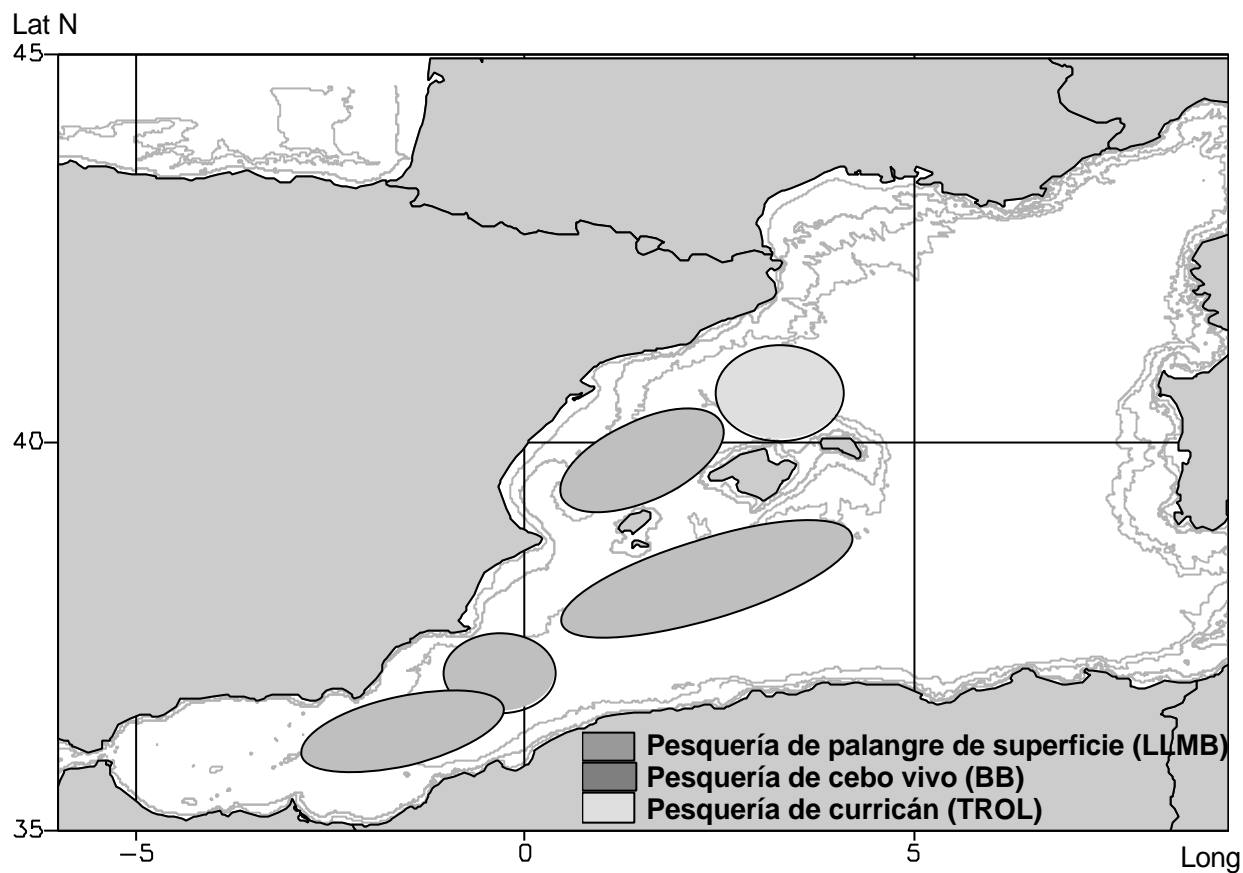 Lat N
45
40
35
-5
0
5
Long
Pesquería de palangre de superficie (LLMB)
Pesquería de cebo vivo (BB)
Pesquería de curricán (TROL)